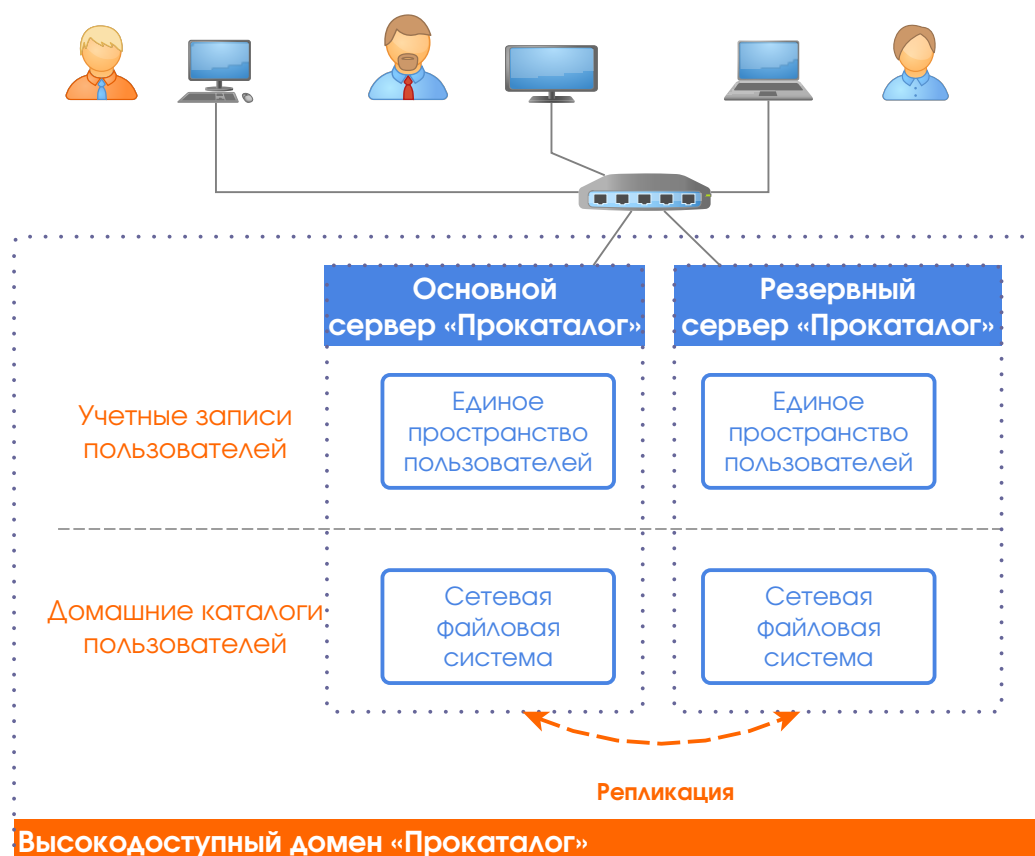 Основной
сервер «Прокаталог»
Резервный
сервер «Прокаталог»
Учетные записи
пользователей
Единое
пространство
пользователей
Единое
пространство
пользователей
Домашние каталоги
пользователей
Сетевая
файловая
система
Сетевая
файловая
система
Репликация
Высокодоступный домен «Прокаталог»